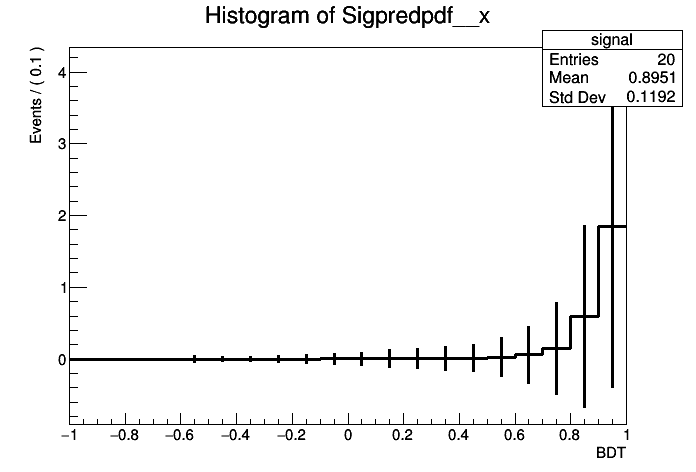 Histogram of Sigpredpdf__x
signal
Entries 20
Mean 0.8951
Std Dev 0.1192
Events / ( 0.1 )
4
3
2
1
0
−1 −0.8 −0.6 −0.4 −0.2 0 0.2 0.4 0.6 0.8 1
BDT